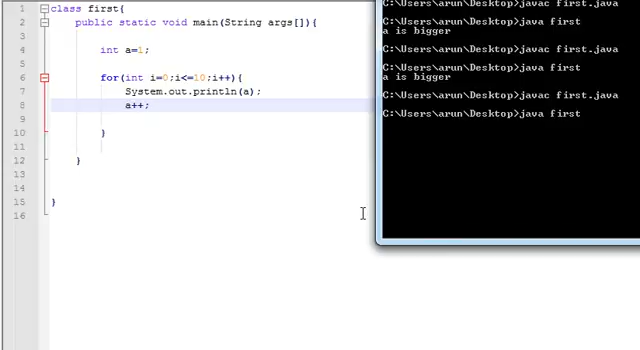 1 class first{
2 public static void main(String args[]){
3
4 int a=1;
5
6 for(int i=0;i<=10;i++){
7 System.out.println(a);
8 a++;
9
10 }
11
12 }
13
14
15 }
16
C:\Users\arun\Desktop>javac first.java
C:\Users\arun\Desktop>java first
a is bigger
C:\Users\arun\Desktop>javac first.java
C:\Users\arun\Desktop>java first
a is bigger
C:\Users\arun\Desktop>javac first.java
C:\Users\arun\Desktop>java first